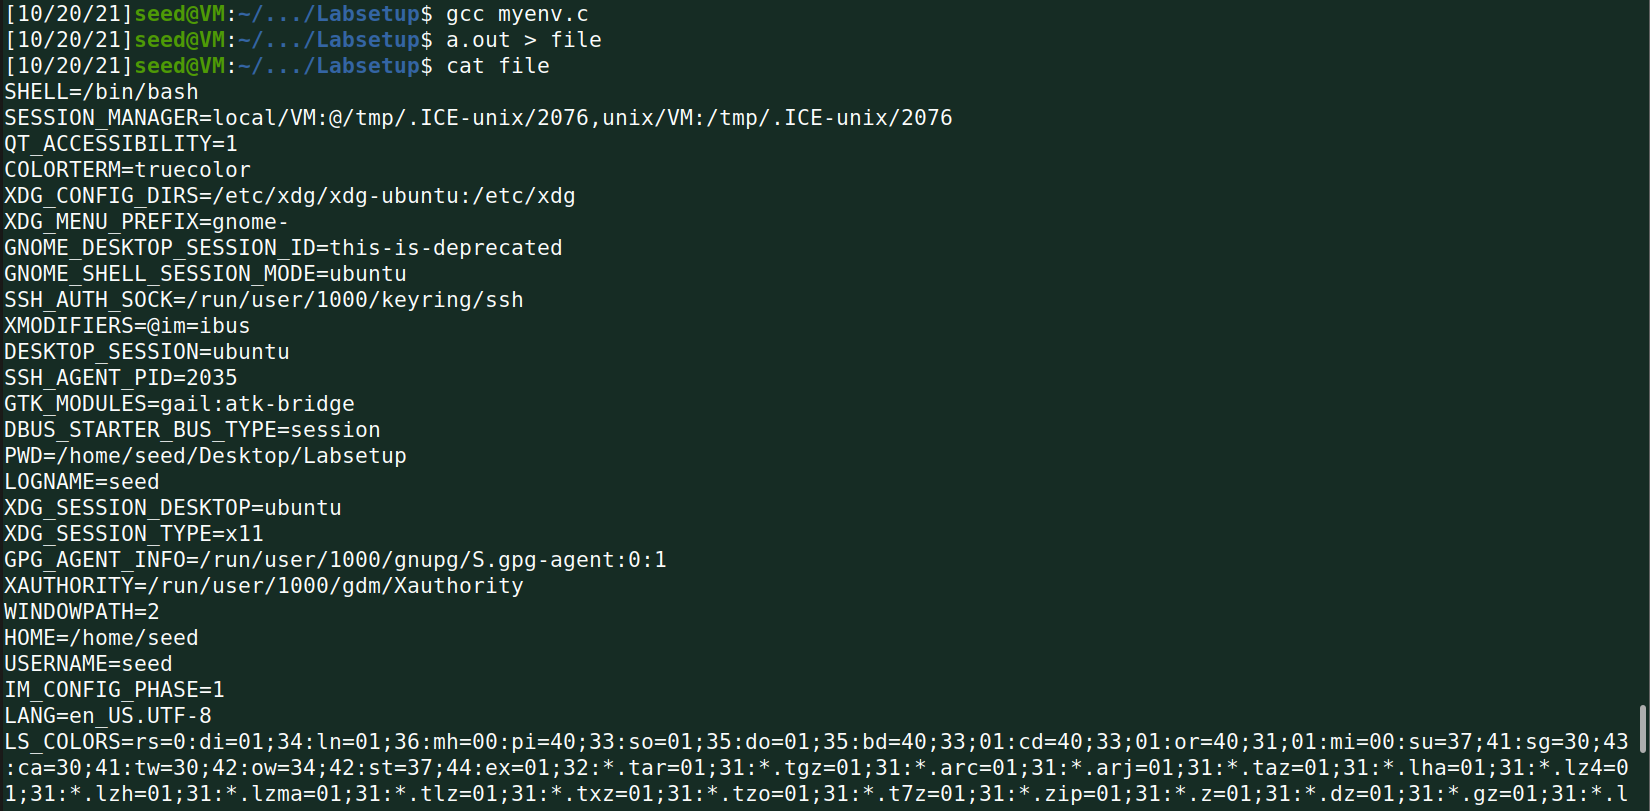 [10/20/21]seed@VM:~/.../Labsetup$ gcc myenv.c
[10/20/21]seed@VM:~/.../Labsetup$ a.out > file
[10/20/21]seed@VM:~/.../Labsetup$ cat file
SHELL=/bin/bash
SESSION_MANAGER=local/VM:@/tmp/.ICE-unix/2076,unix/VM:/tmp/.ICE-unix/2076
QT_ACCESSIBILITY=1
COLORTERM=truecolor
XDG_CONFIG_DIRS=/etc/xdg/xdg-ubuntu:/etc/xdg
XDG_MENU_PREFIX=gnome-
GNOME_DESKTOP_SESSION_ID=this-is-deprecated
GNOME_SHELL_SESSION_MODE=ubuntu
SSH_AUTH_SOCK=/run/user/1000/keyring/ssh
XMODIFIERS=@im=ibus
DESKTOP_SESSION=ubuntu
SSH_AGENT_PID=2035
GTK_MODULES=gail:atk-bridge
DBUS_STARTER_BUS_TYPE=session
PWD=/home/seed/Desktop/Labsetup
LOGNAME=seed
XDG_SESSION_DESKTOP=ubuntu
XDG_SESSION_TYPE=x11
GPG_AGENT_INFO=/run/user/1000/gnupg/S.gpg-agent:0:1
XAUTHORITY=/run/user/1000/gdm/Xauthority
WINDOWPATH=2
HOME=/home/seed
USERNAME=seed
IM_CONFIG_PHASE=1
LANG=en_US.UTF-8
LS_COLORS=rs=0:di=01;34:ln=01;36:mh=00:pi=40;33:so=01;35:do=01;35:bd=40;33;01:cd=40;33;01:or=40;31;01:mi=00:su=37;41:sg=30;43
:ca=30;41:tw=30;42:ow=34;42:st=37;44:ex=01;32:*.tar=01;31:*.tgz=01;31:*.arc=01;31:*.arj=01;31:*.taz=01;31:*.lha=01;31:*.lz4=0
1;31:*.lzh=01;31:*.lzma=01;31:*.tlz=01;31:*.txz=01;31:*.tzo=01;31:*.t7z=01;31:*.zip=01;31:*.z=01;31:*.dz=01;31:*.gz=01;31:*.l